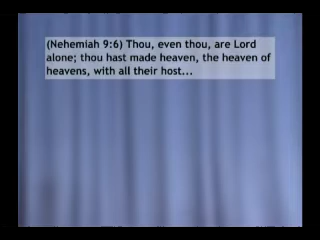 (Nehemiah 9:6) Thou, even thou, are Lord
alone; thou hast made heaven, the heaven of
heavens, with all their host...